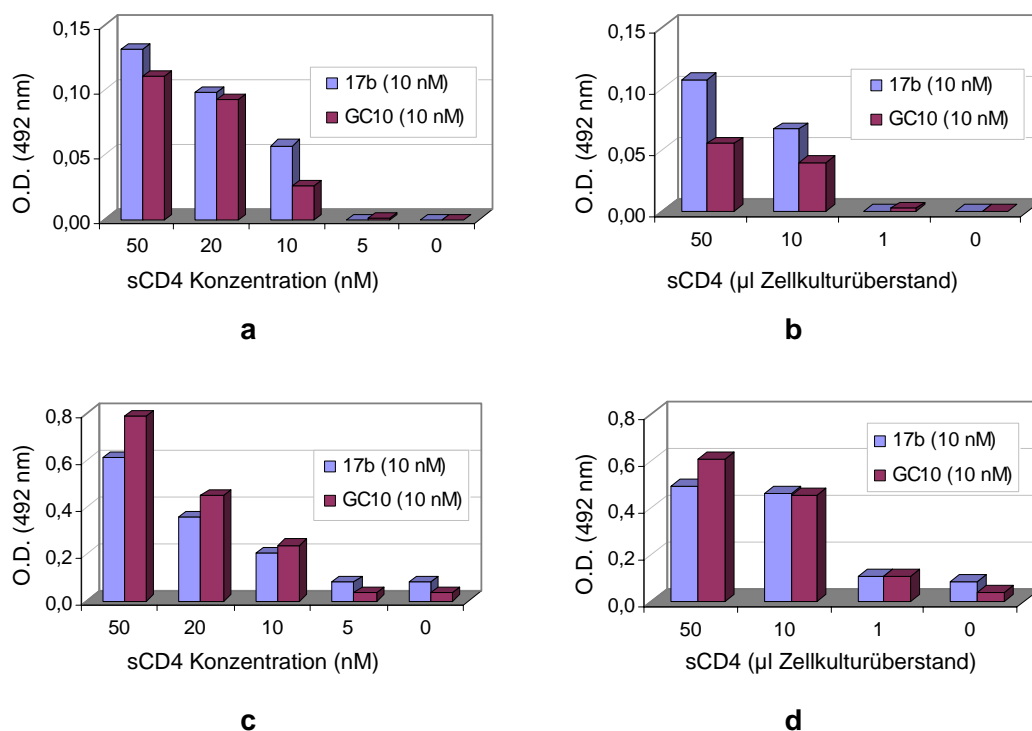 O.D. (492 nm)
0,15
0,10
0,05
0,00
17b (10 nM)
GC10 (10 nM)
50 20 10 5 0
sCD4 Konzentration (nM)
a
O.D. (492 nm)
0,15
0,10
0,05
0,00
17b (10 nM)
GC10 (10 nM)
50 10 1 0
sCD4 (µl Zellkulturüberstand)
b
O.D. (492 nm)
0,8
0,6
0,4
0,2
0,0
17b (10 nM)
GC10 (10 nM)
50 20 10 5 0
sCD4 Konzentration (nM)
c
O.D. (492 nm)
0,8
0,6
0,4
0,2
0,0
17b (10 nM)
GC10 (10 nM)
50 10 1 0
sCD4 (µl Zellkulturüberstand)
d